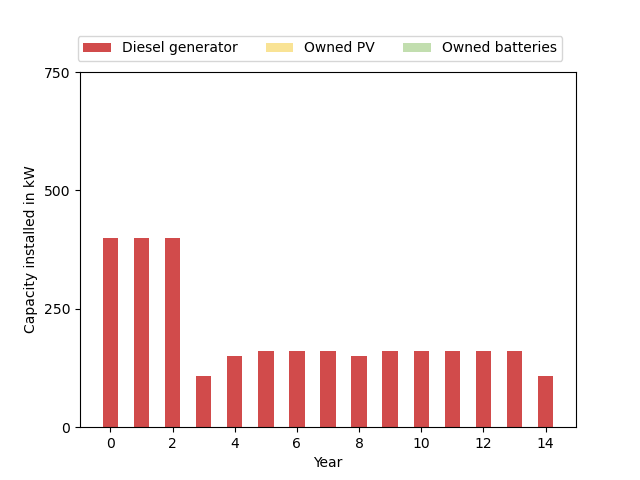 Diesel generator Owned PV Owned batteries
Capacity installed in kW
750
500
250
0
0 2 4 6 8 10 12 14
Year